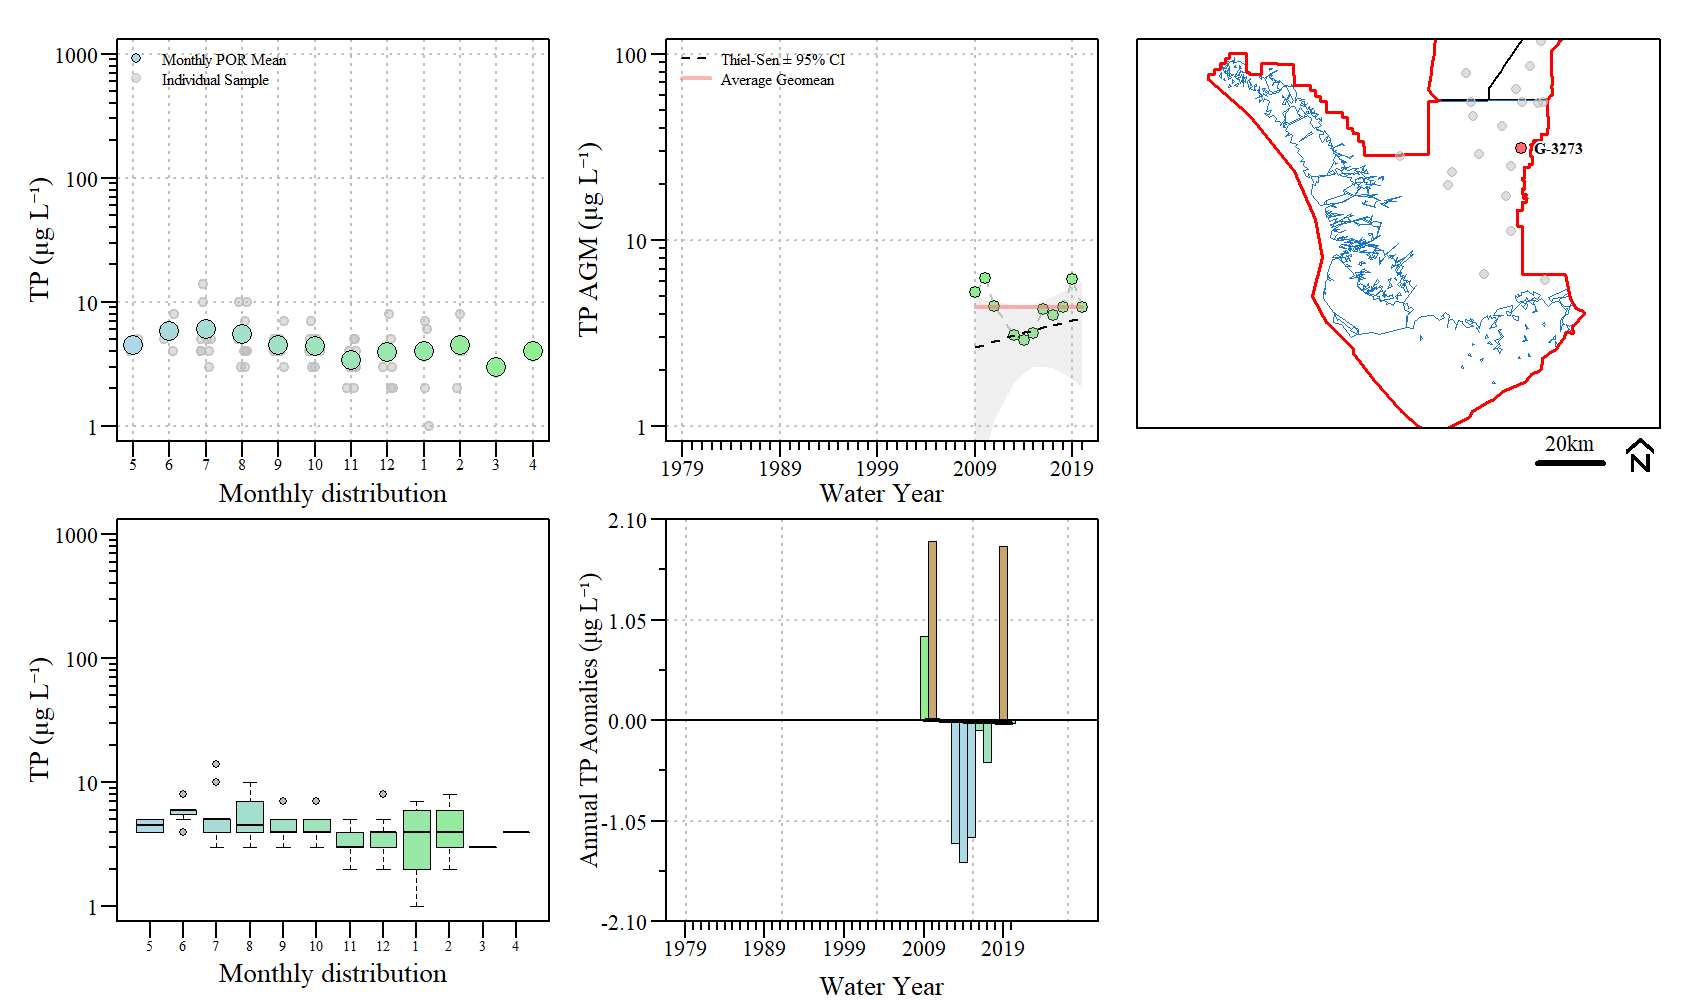 1000
100
10
1
TP (µg L⁻¹)
Monthly POR Mean
Individual Sample
5 6 7 8 9 10 11 12 1 2 3 4
Monthly distribution
100
10
1
TP AGM (µg L⁻¹)
Thiel-Sen ± 95% CI
Average Geomean
1979 1989 1999 2009 2019
Water Year
G-3273
20km
N
1000
100
10
1
TP (µg L⁻¹)
5 6 7 8 9 10 11 12 1 2 3 4
Monthly distribution
2.10
1.05
0.00
-1.05
-2.10
Annual TP Aomalies (µg L⁻¹)
1979 1989 1999 2009 2019
Water Year